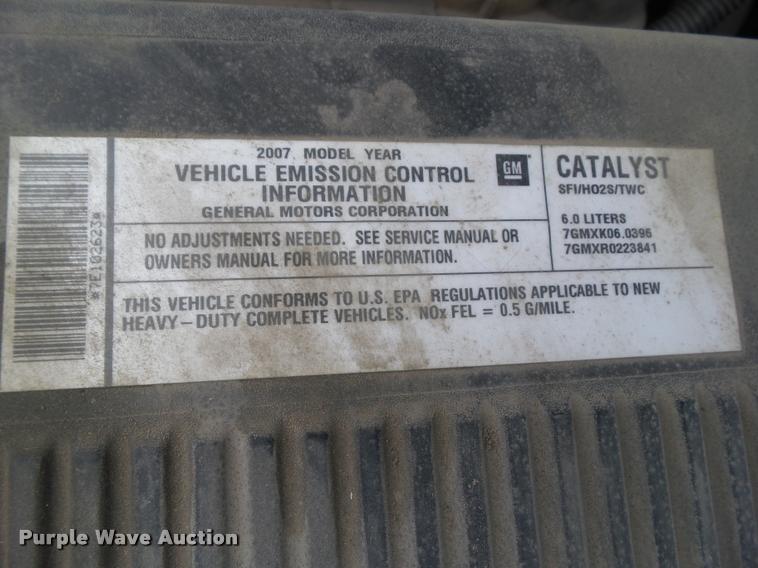 #7E103623#
2007 MODEL YEAR
VEHICLE EMISSION CONTROL
INFORMATION
GENERAL MOTORS CORPORATION
GM
NO ADJUSTMENTS NEEDED. SEE SERVICE MANUAL OR
OWNERS MANUAL FOR MORE INFORMATION.
CATALYST
SFI/HO2S/TWC
6.0 LITERS
7GMXK06.0396
7GMXR0223841
THIS VEHICLE CONFORMS TO U.S. EPA REGULATIONS APPLICABLE TO NEW
HEAVY-DUTY COMPLETE VEHICLES. NOx FEL = 0.5 G/MILE.
Purple Wave Auction